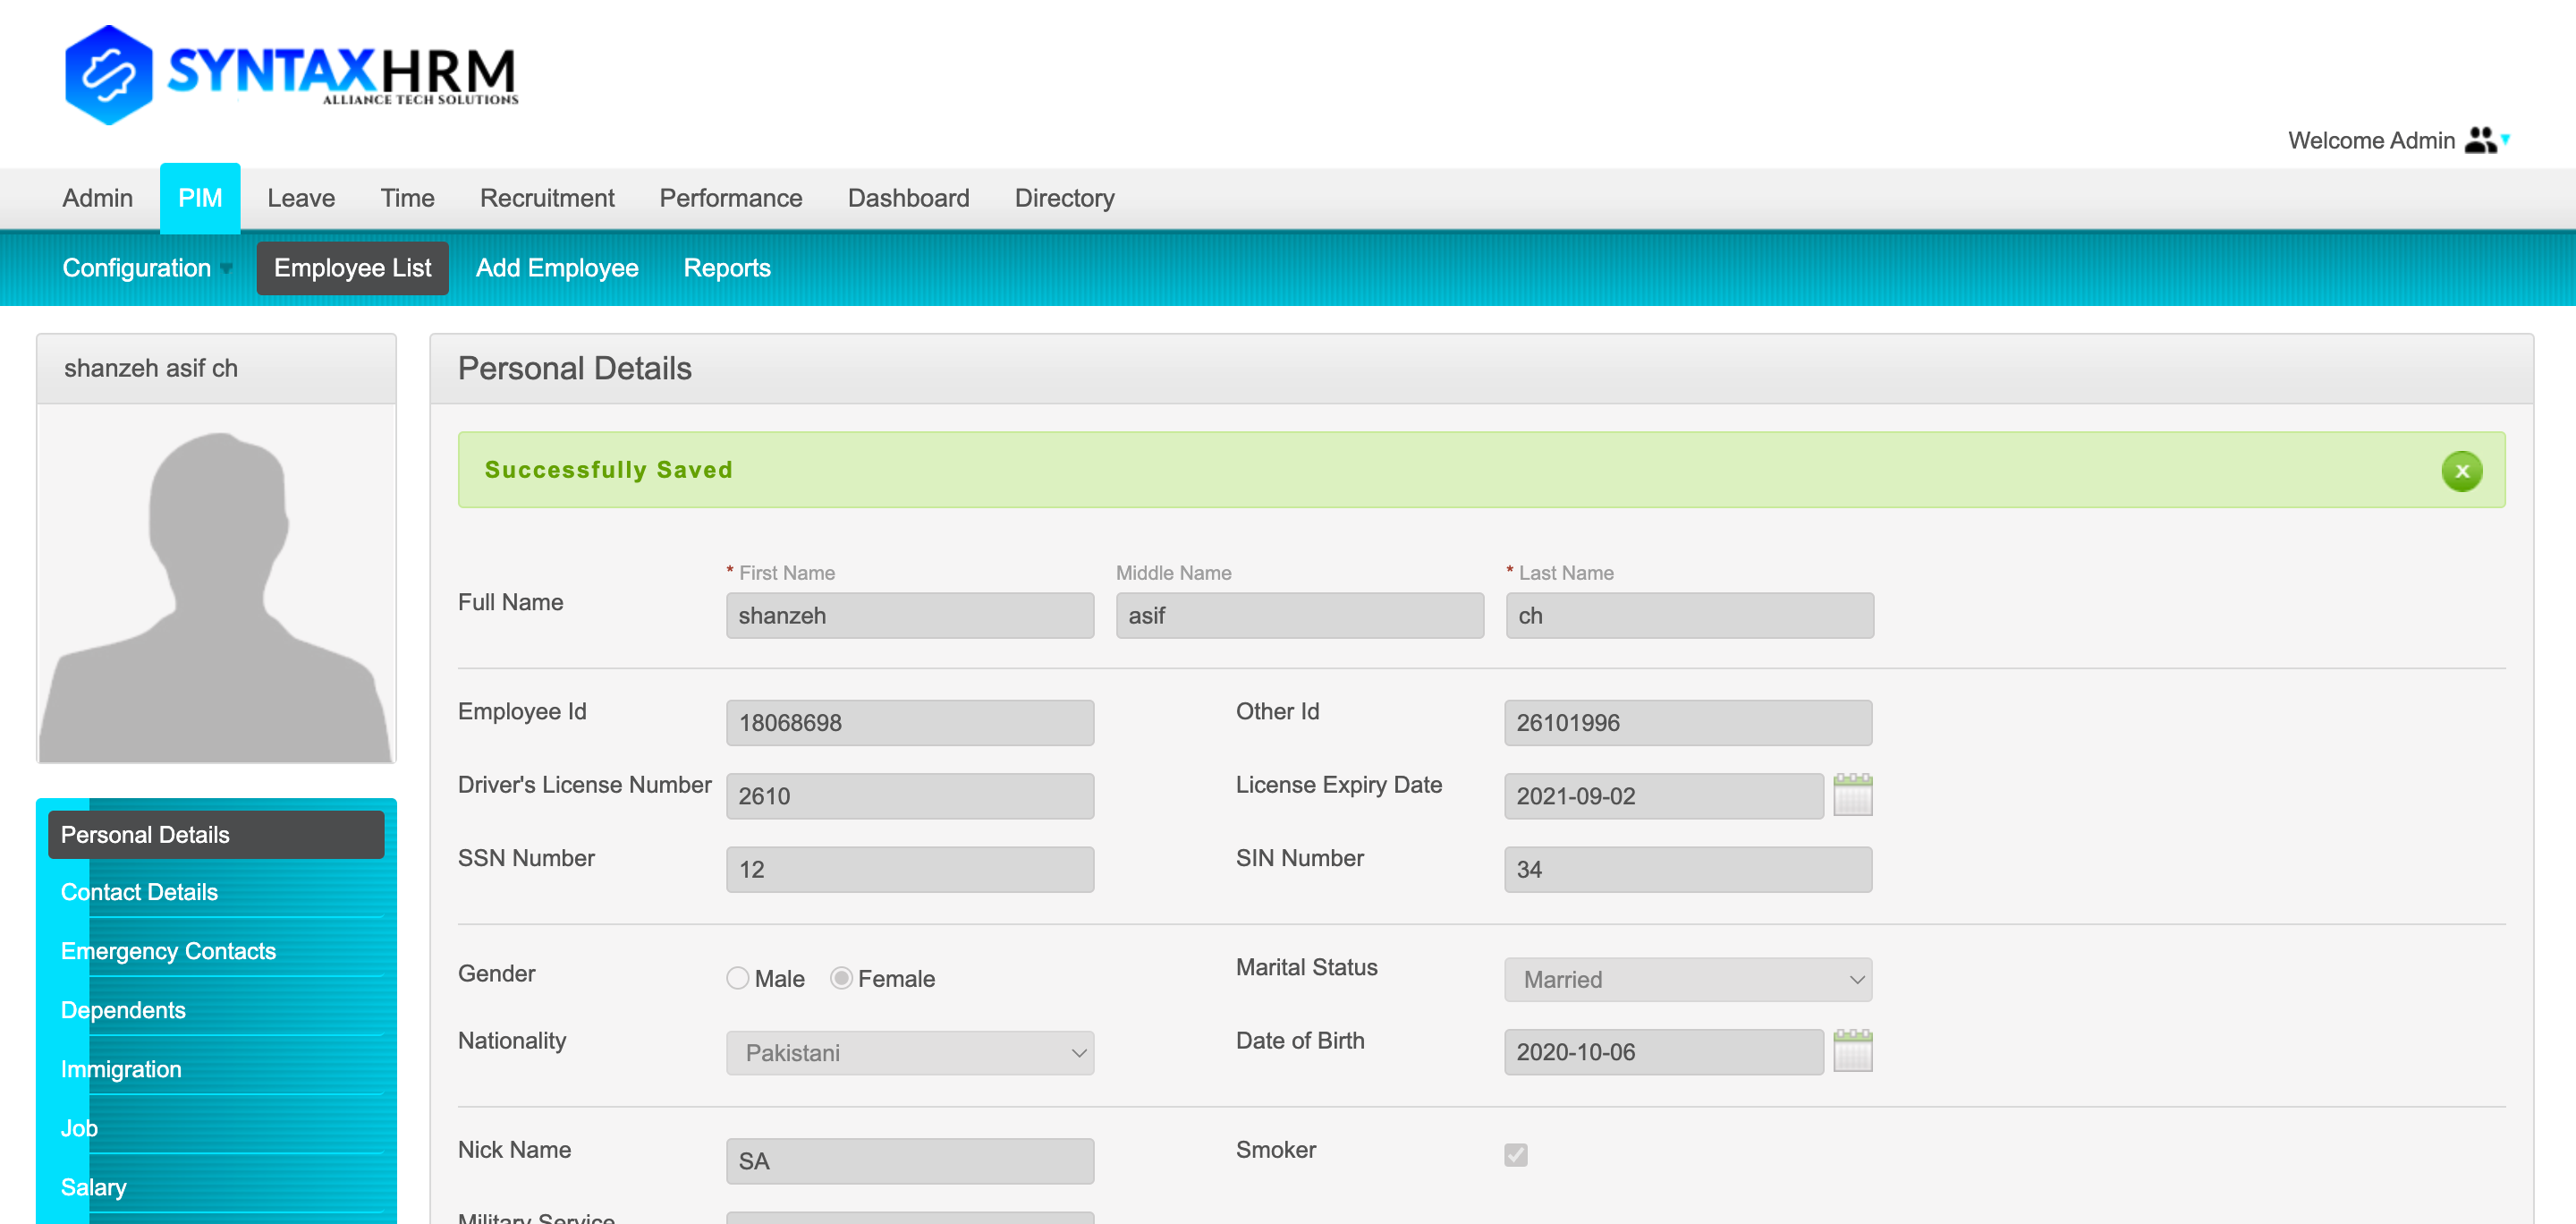 SYNTAXHRM
ALLIANCE TECH SOLUTIONS
Welcome Admin
Admin PIM Leave Time Recruitment Performance Dashboard Directory
Configuration Employee List Add Employee Reports
shanzeh asif ch
Personal Details
Successfully Saved
x
* First Name Middle Name * Last Name
Full Name shanzeh asif ch
Employee Id 18068698 Other Id 26101996
Driver's License Number 2610 License Expiry Date 2021-09-02
SSN Number 12 SIN Number 34
Gender Male Female Marital Status Married
Nationality Pakistani Date of Birth 2020-10-06
Nick Name SA Smoker
Military Service
Personal Details
Contact Details
Emergency Contacts
Dependents
Immigration
Job
Salary